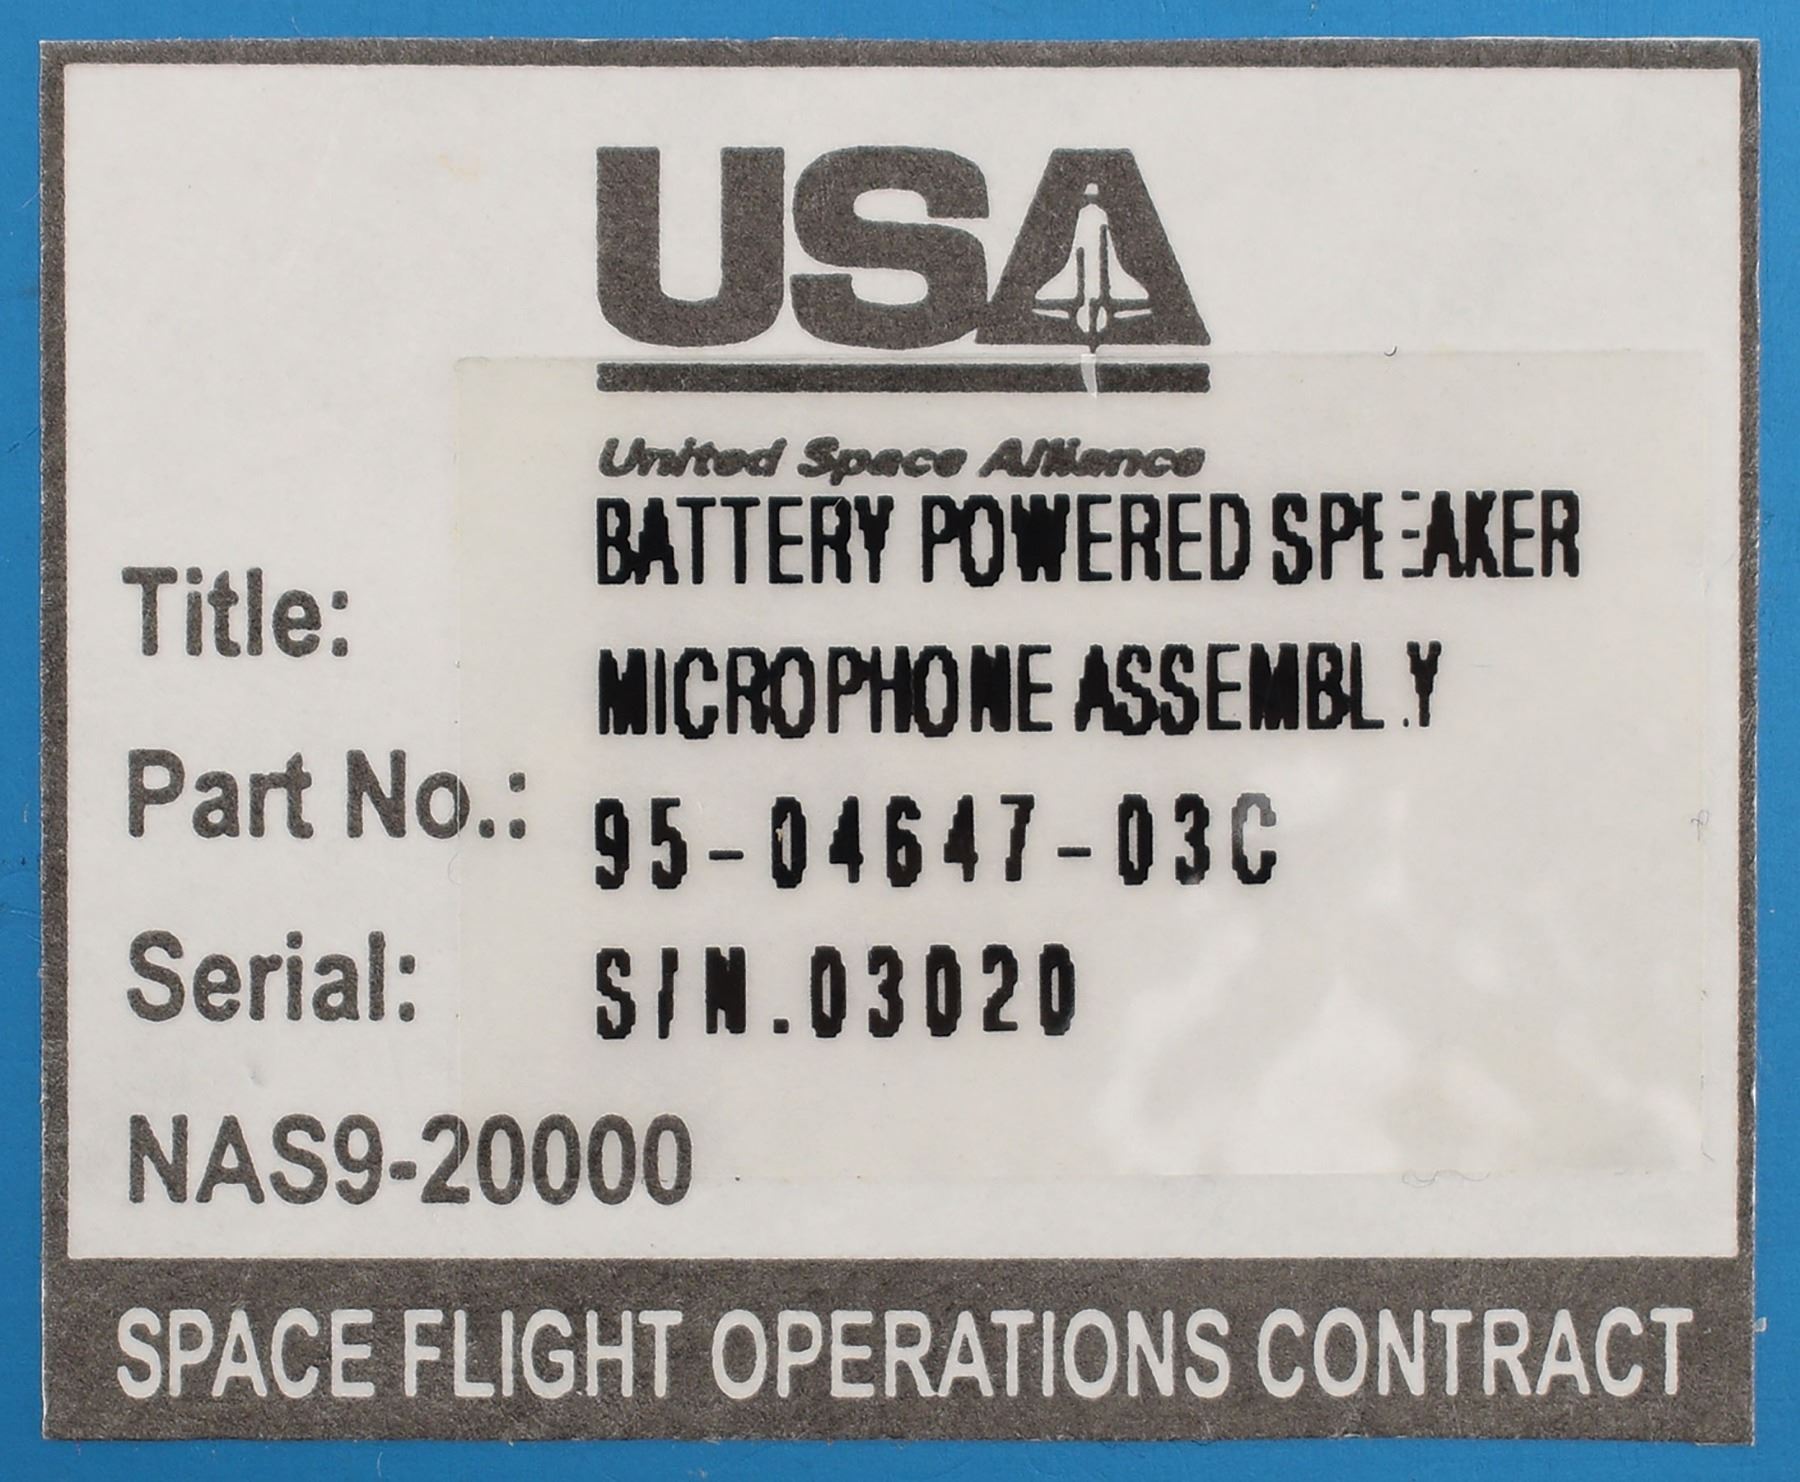 USA
United Space Alliance
Title: BATTERY POWERED SPEAKER
MICROPHONE ASSEMBLY
Part No.: 95-04647-03C
Serial: S/N.03020
NAS9-20000
SPACE FLIGHT OPERATIONS CONTRACT